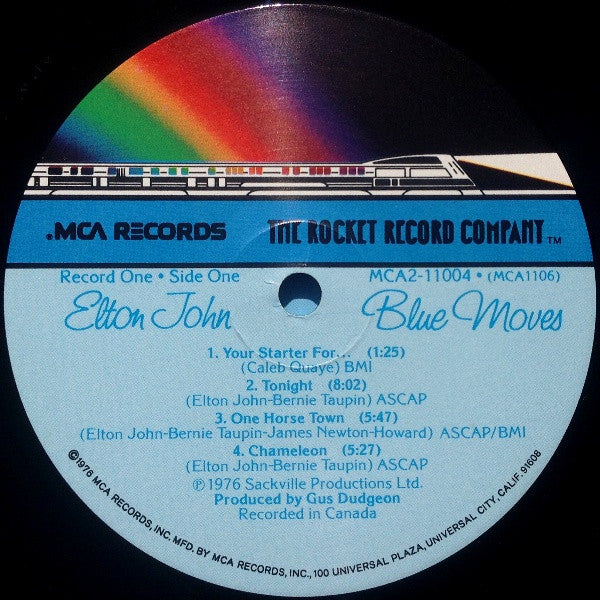 .MCA RECORDS THE ROCKET RECORD COMPANY™
Record One • Side One MCA2-11004 • (MCA1106)
Elton John Blue Moves
1. Your Starter For... (1:25)
(Caleb Quaye) BMI
2. Tonight (8:02)
(Elton John-Bernie Taupin) ASCAP
3. One Horse Town (5:47)
(Elton John-Bernie Taupin-James Newton-Howard) ASCAP/BMI
4. Chameleon (5:27)
(Elton John-Bernie Taupin) ASCAP
℗ 1976 Sackville Productions Ltd.
Produced by Gus Dudgeon
Recorded in Canada
©1976 MCA RECORDS, INC. MFD. BY MCA RECORDS, INC., 100 UNIVERSAL PLAZA, UNIVERSAL CITY, CALIF. 91608